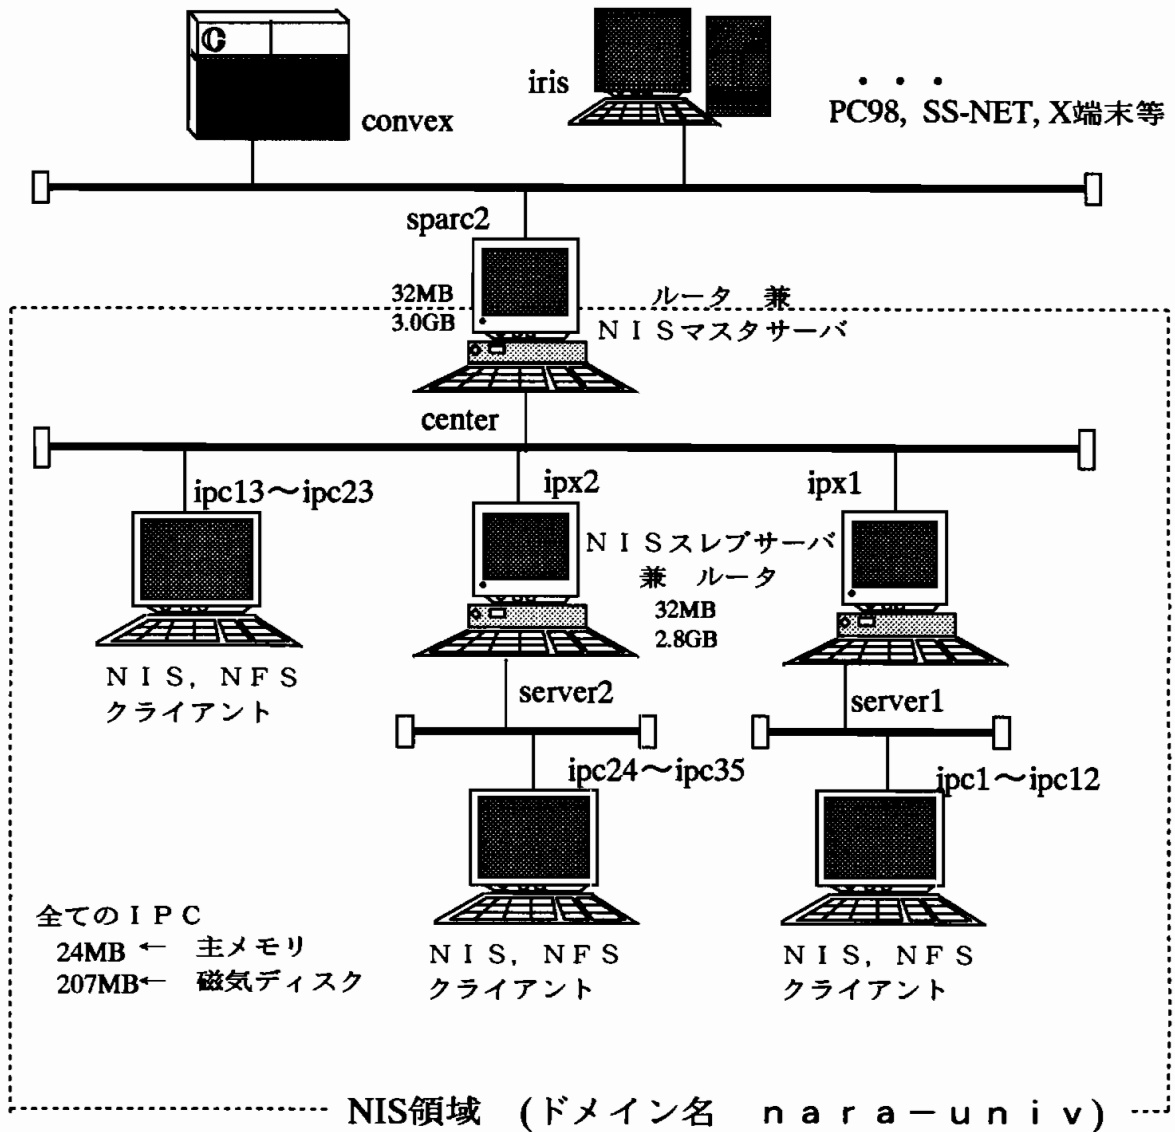 convex
iris
・ ・ ・
PC98, SS-NET, X端末等
sparc2
32MB
3.0GB
ルータ 兼
NISマスタサーバ
center
ipc13～ipc23
ipx2
ipx1
NISスレブサーバ
兼 ルータ
32MB
2.8GB
NIS, NFS
クライアント
server2
server1
ipc24～ipc35
ipc1～ipc12
全てのIPC
24MB ← 主メモリ
207MB← 磁気ディスク
NIS, NFS
クライアント
NIS, NFS
クライアント
NIS領域 (ドメイン名 nara－univ)